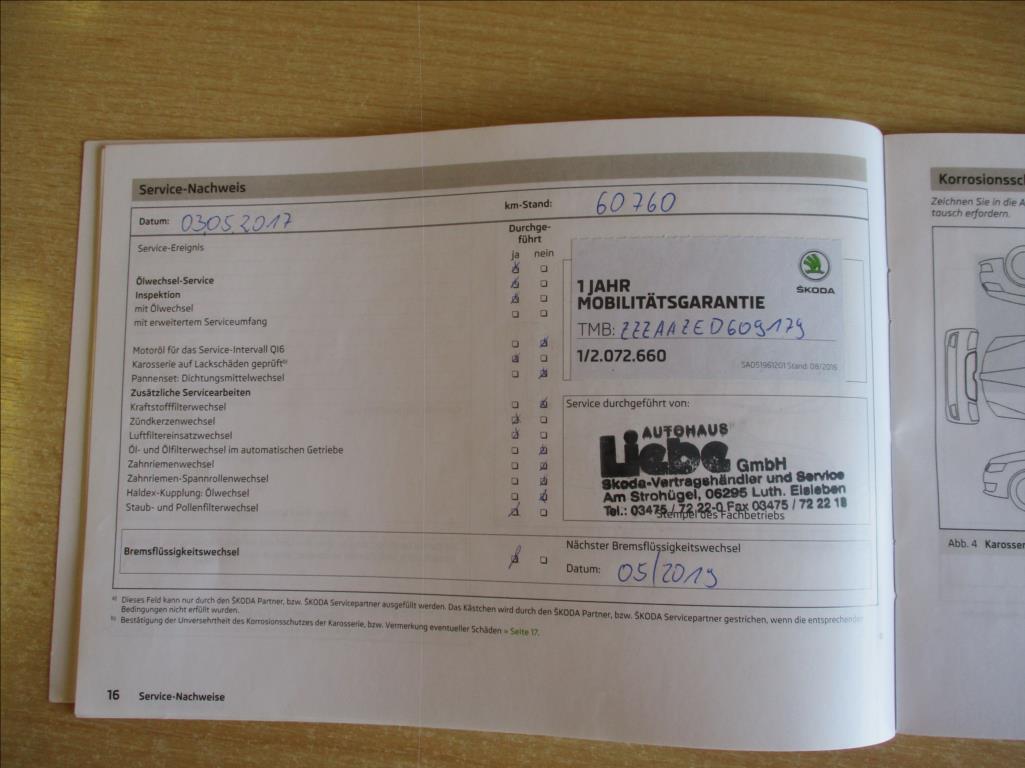 Service-Nachweis
Datum: 03.05.2017
km-Stand: 60760
Service-Ereignis
Durchge-
führt
ja nein
Ölwechsel-Service
Inspektion
mit Ölwechsel
mit erweitertem Serviceumfang
Motoröl für das Service-Intervall QI6
Karosserie auf Lackschäden geprüft b)
Pannenset: Dichtungsmittelwechsel
Zusätzliche Servicearbeiten
Kraftstofffilterwechsel
Zündkerzenwechsel
Luftfiltereinsatzwechsel
Öl- und Ölfilterwechsel im automatischen Getriebe
Zahnriemenwechsel
Zahnriemen-Spannrollenwechsel
Haldex-Kupplung: Ölwechsel
Staub- und Pollenfilterwechsel
ŠKODA
1 JAHR
MOBILITÄTSGARANTIE
TMB: ZZZAAZED609179
1/2.072.660
SAD51961201 Stand: 08/2016
Service durchgeführt von:
AUTOHAUS
Liebe GmbH
Skoda-Vertragshändler und Service
Am Strohügel, 06295 Luth. Eisleben
Tel.: 03475 / 72 22-0 Fax 03475 / 72 22 18
Stempel des Fachbetriebs
Bremsflüssigkeitswechsel
Nächster Bremsflüssigkeitswechsel
Datum: 05/2019
a) Dieses Feld kann nur durch den ŠKODA Partner, bzw. ŠKODA Servicepartner ausgefüllt werden. Das Kästchen wird durch den ŠKODA Partner, bzw. ŠKODA Servicepartner gestrichen, wenn die entsprechenden
Bedingungen nicht erfüllt wurden.
b) Bestätigung der Unversehrtheit des Korrosionsschutzes der Karosserie, bzw. Vermerkung eventueller Schäden » Seite 17.
16 Service-Nachweise
Korrosionssch
Zeichnen Sie in die A
tausch erfordern.
Abb. 4 Karosser